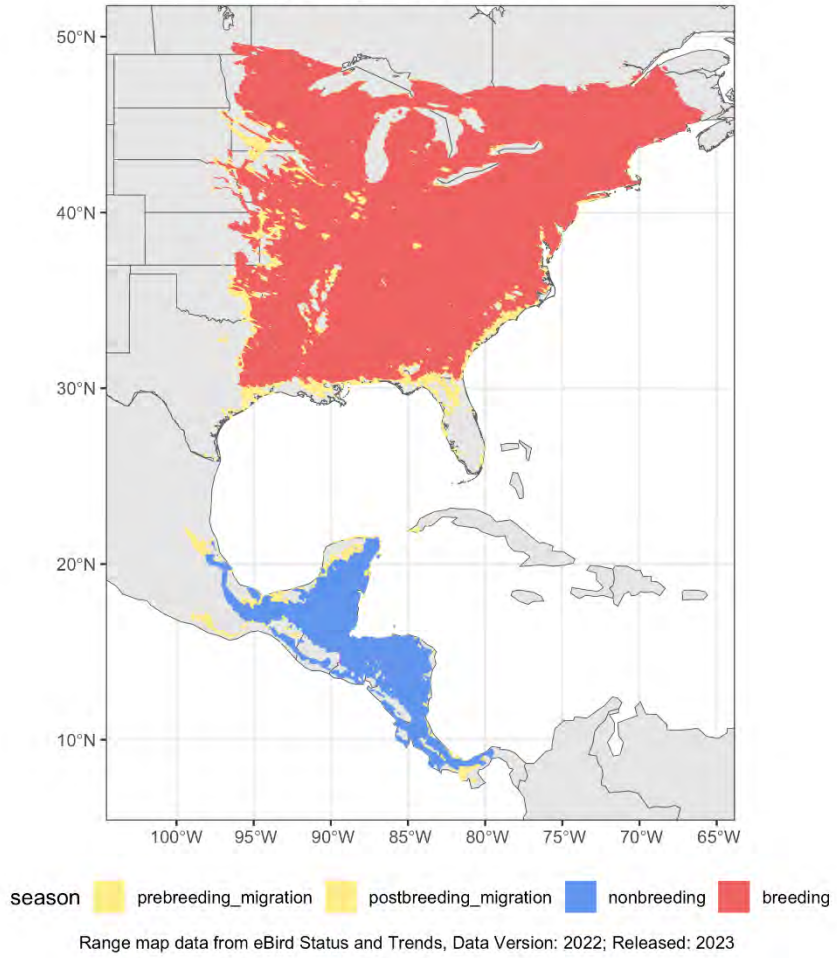 50°N
40°N
30°N
20°N
10°N
100°W 95°W 90°W 85°W 80°W 75°W 70°W 65°W
season prebreeding_migration postbreeding_migration nonbreeding breeding
Range map data from eBird Status and Trends, Data Version: 2022; Released: 2023